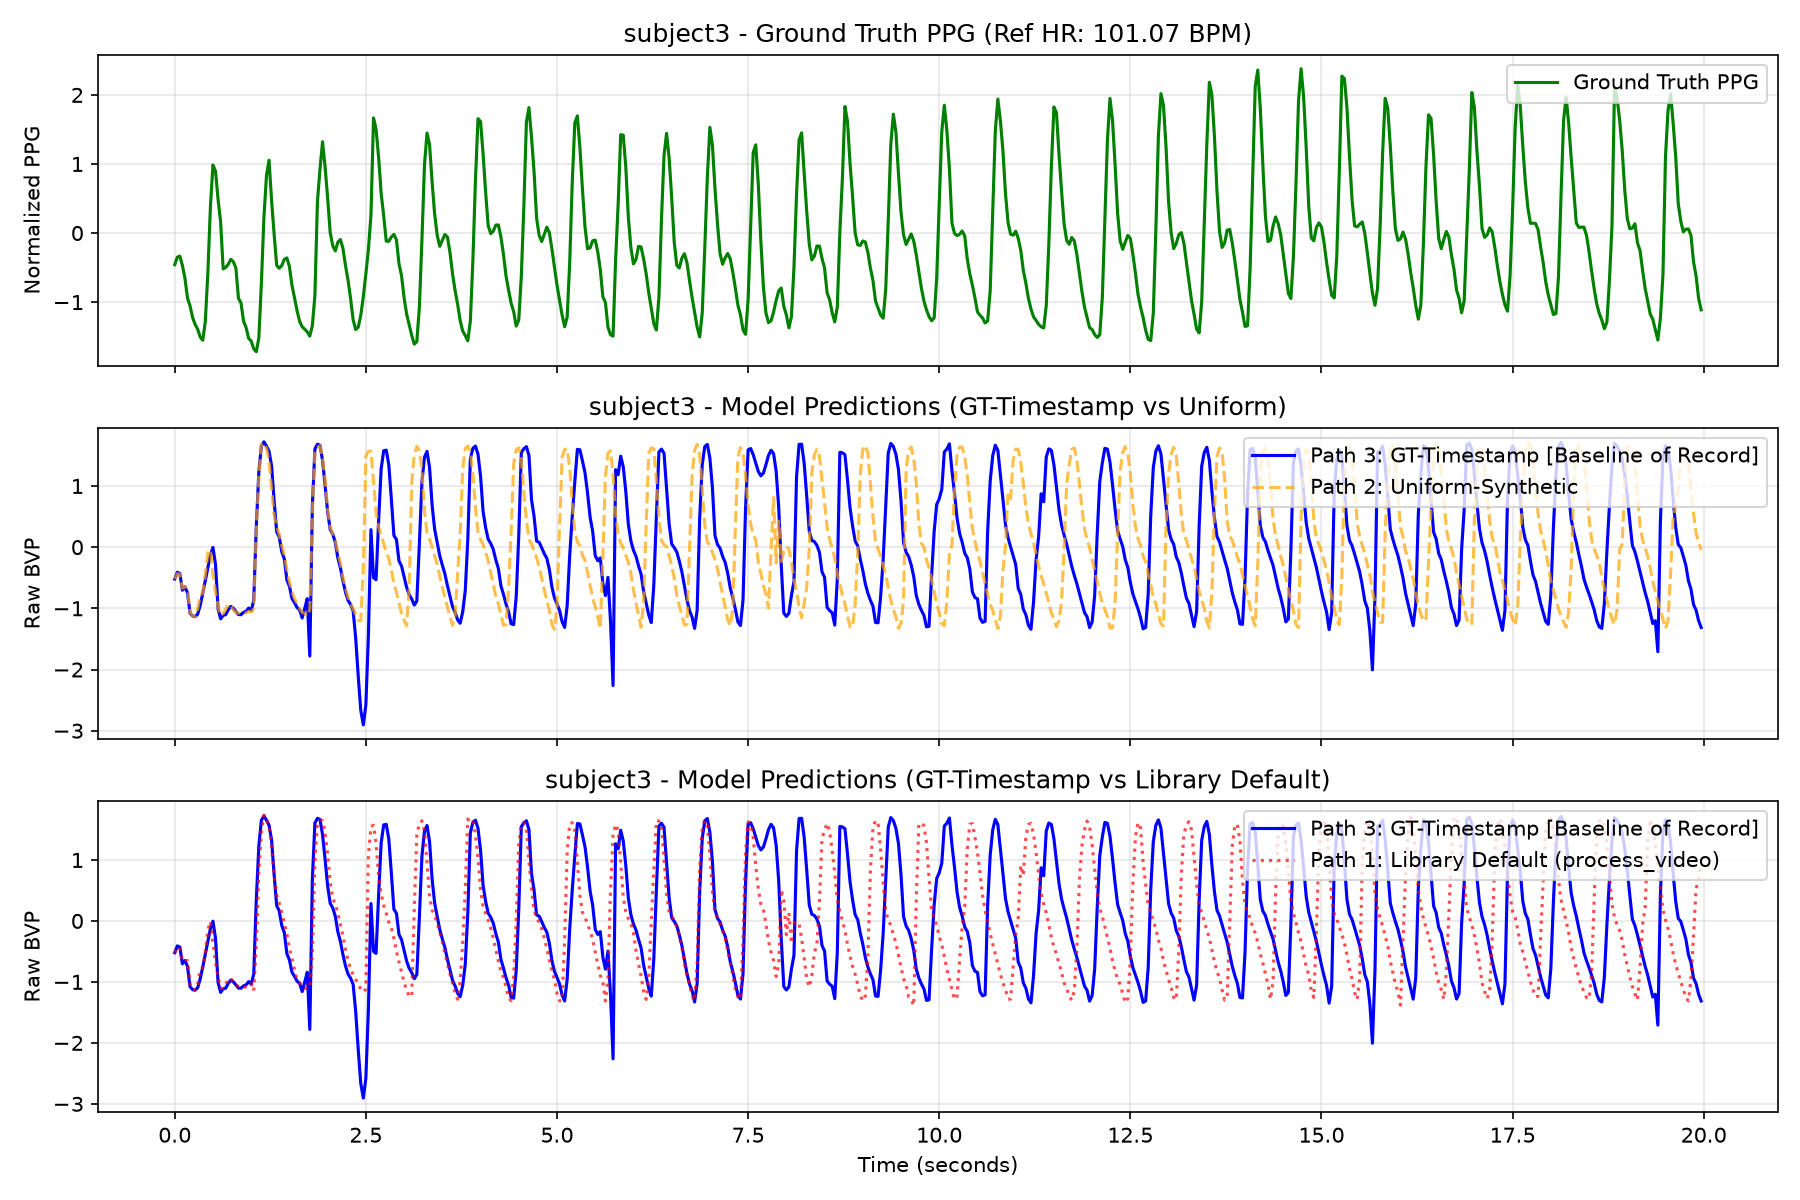 subject3 - Ground Truth PPG (Ref HR: 101.07 BPM)
Normalized PPG
2
1
0
−1
Ground Truth PPG
subject3 - Model Predictions (GT-Timestamp vs Uniform)
Raw BVP
1
0
−1
−2
−3
Path 3: GT-Timestamp [Baseline of Record]
Path 2: Uniform-Synthetic
subject3 - Model Predictions (GT-Timestamp vs Library Default)
Raw BVP
1
0
−1
−2
−3
Path 3: GT-Timestamp [Baseline of Record]
Path 1: Library Default (process_video)
0.0 2.5 5.0 7.5 10.0 12.5 15.0 17.5 20.0
Time (seconds)